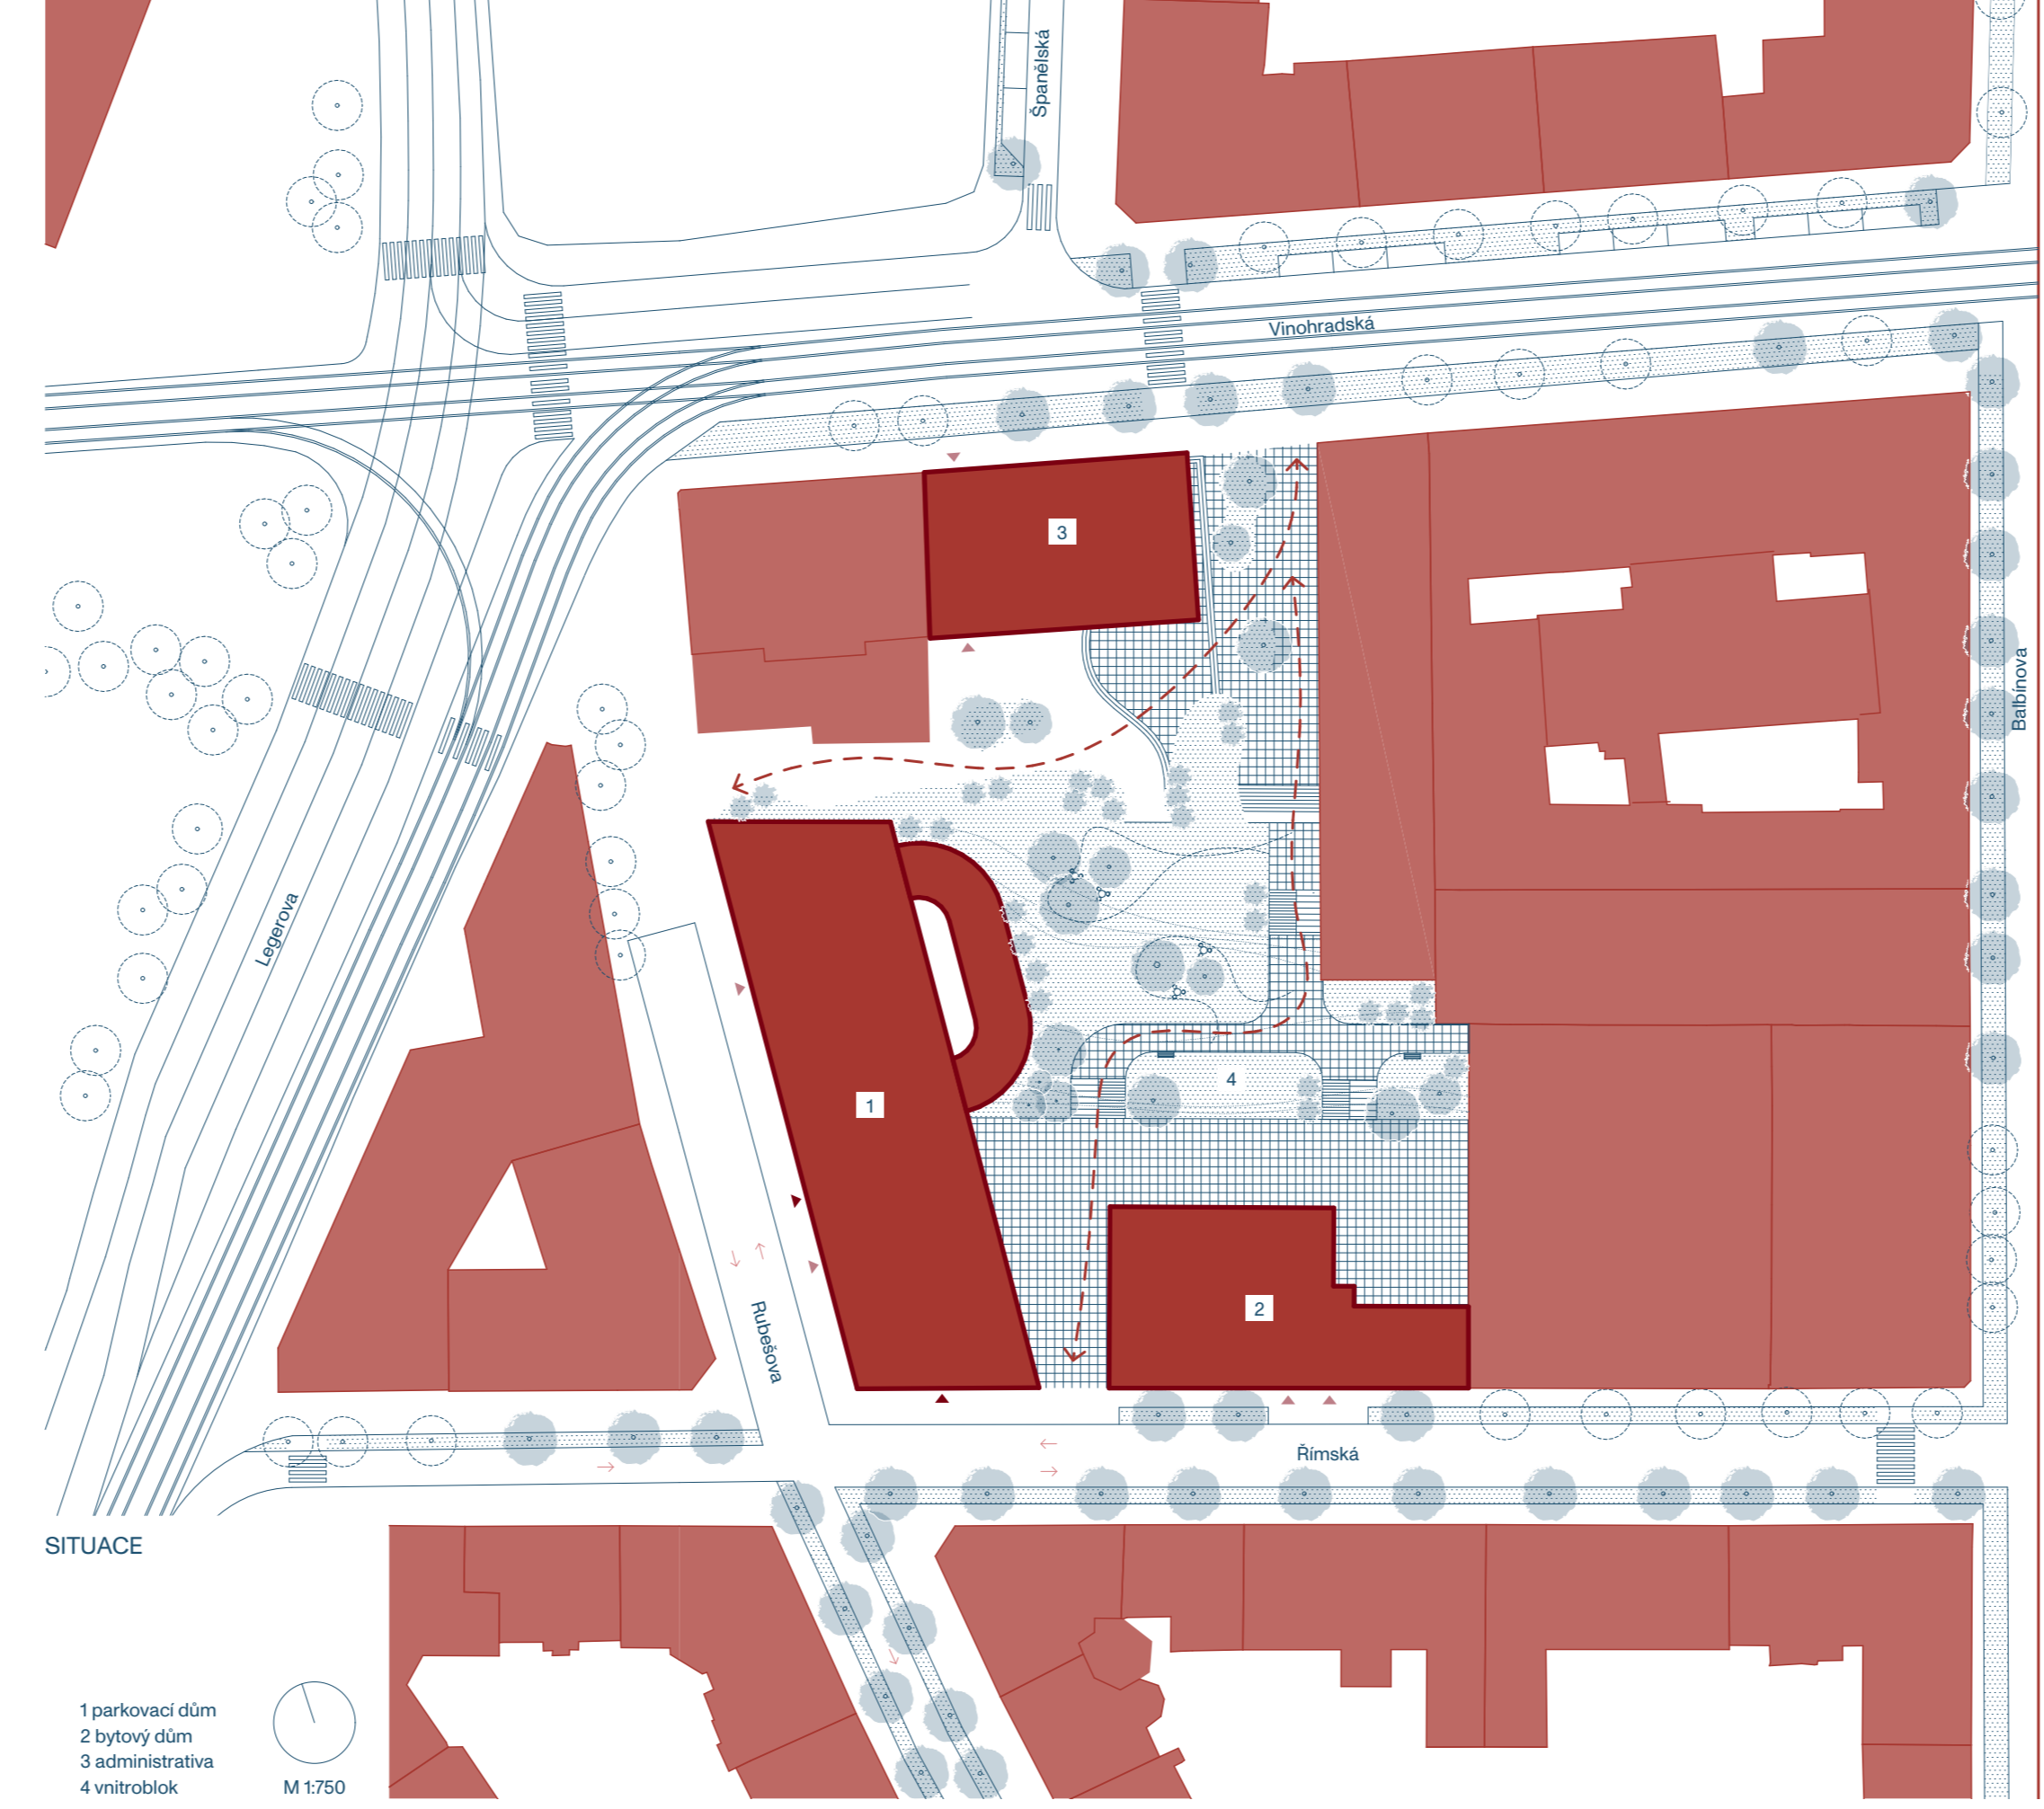 Španělská
Vinohradská
3
Balbínova
Legerova
4
1
2
Rubešova
Římská
SITUACE
1 parkovací dům
2 bytový dům
3 administrativa
4 vnitroblok
M 1:750